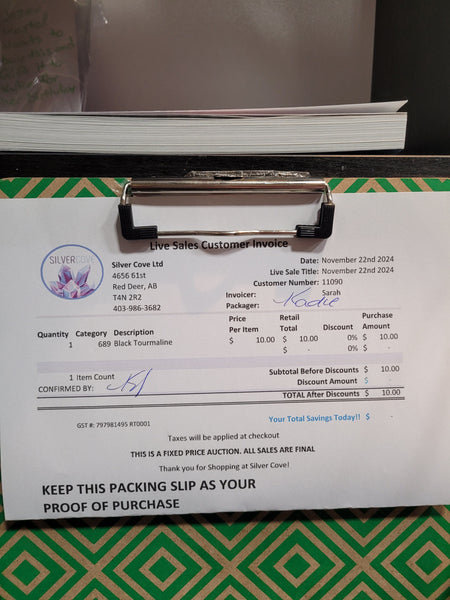 Live Sales Customer Invoice
SILVERCOVE
Silver Cove Ltd
4656 61st
Red Deer, AB
T4N 2R2
403-986-3682
Date: November 22nd 2024
Live Sale Title: November 22nd 2024
Customer Number: 11090
Invoicer: Sarah
Packager: Kadie
Quantity Category Description Price Per Item Retail Total Discount Purchase Amount
1 689 Black Tourmaline $ 10.00 $ 10.00 0% $ 10.00
$ - 0% $ -
1 Item Count
CONFIRMED BY:
Subtotal Before Discounts $ 10.00
Discount Amount $ -
TOTAL After Discounts $ 10.00
GST #: 797981495 RT0001
Your Total Savings Today!! $ -
Taxes will be applied at checkout
THIS IS A FIXED PRICE AUCTION. ALL SALES ARE FINAL
Thank you for Shopping at Silver Cove!
KEEP THIS PACKING SLIP AS YOUR
PROOF OF PURCHASE